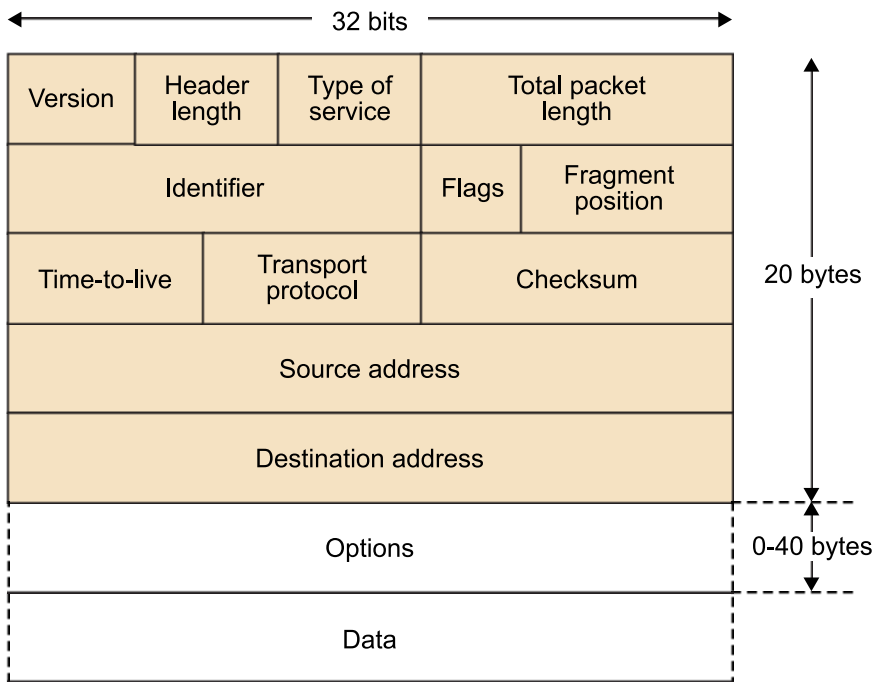 32 bits
Version
Header
length
Type of
service
Total packet
length
Identifier
Flags
Fragment
position
Time-to-live
Transport
protocol
Checksum
20 bytes
Source address
Destination address
Options
0-40 bytes
Data